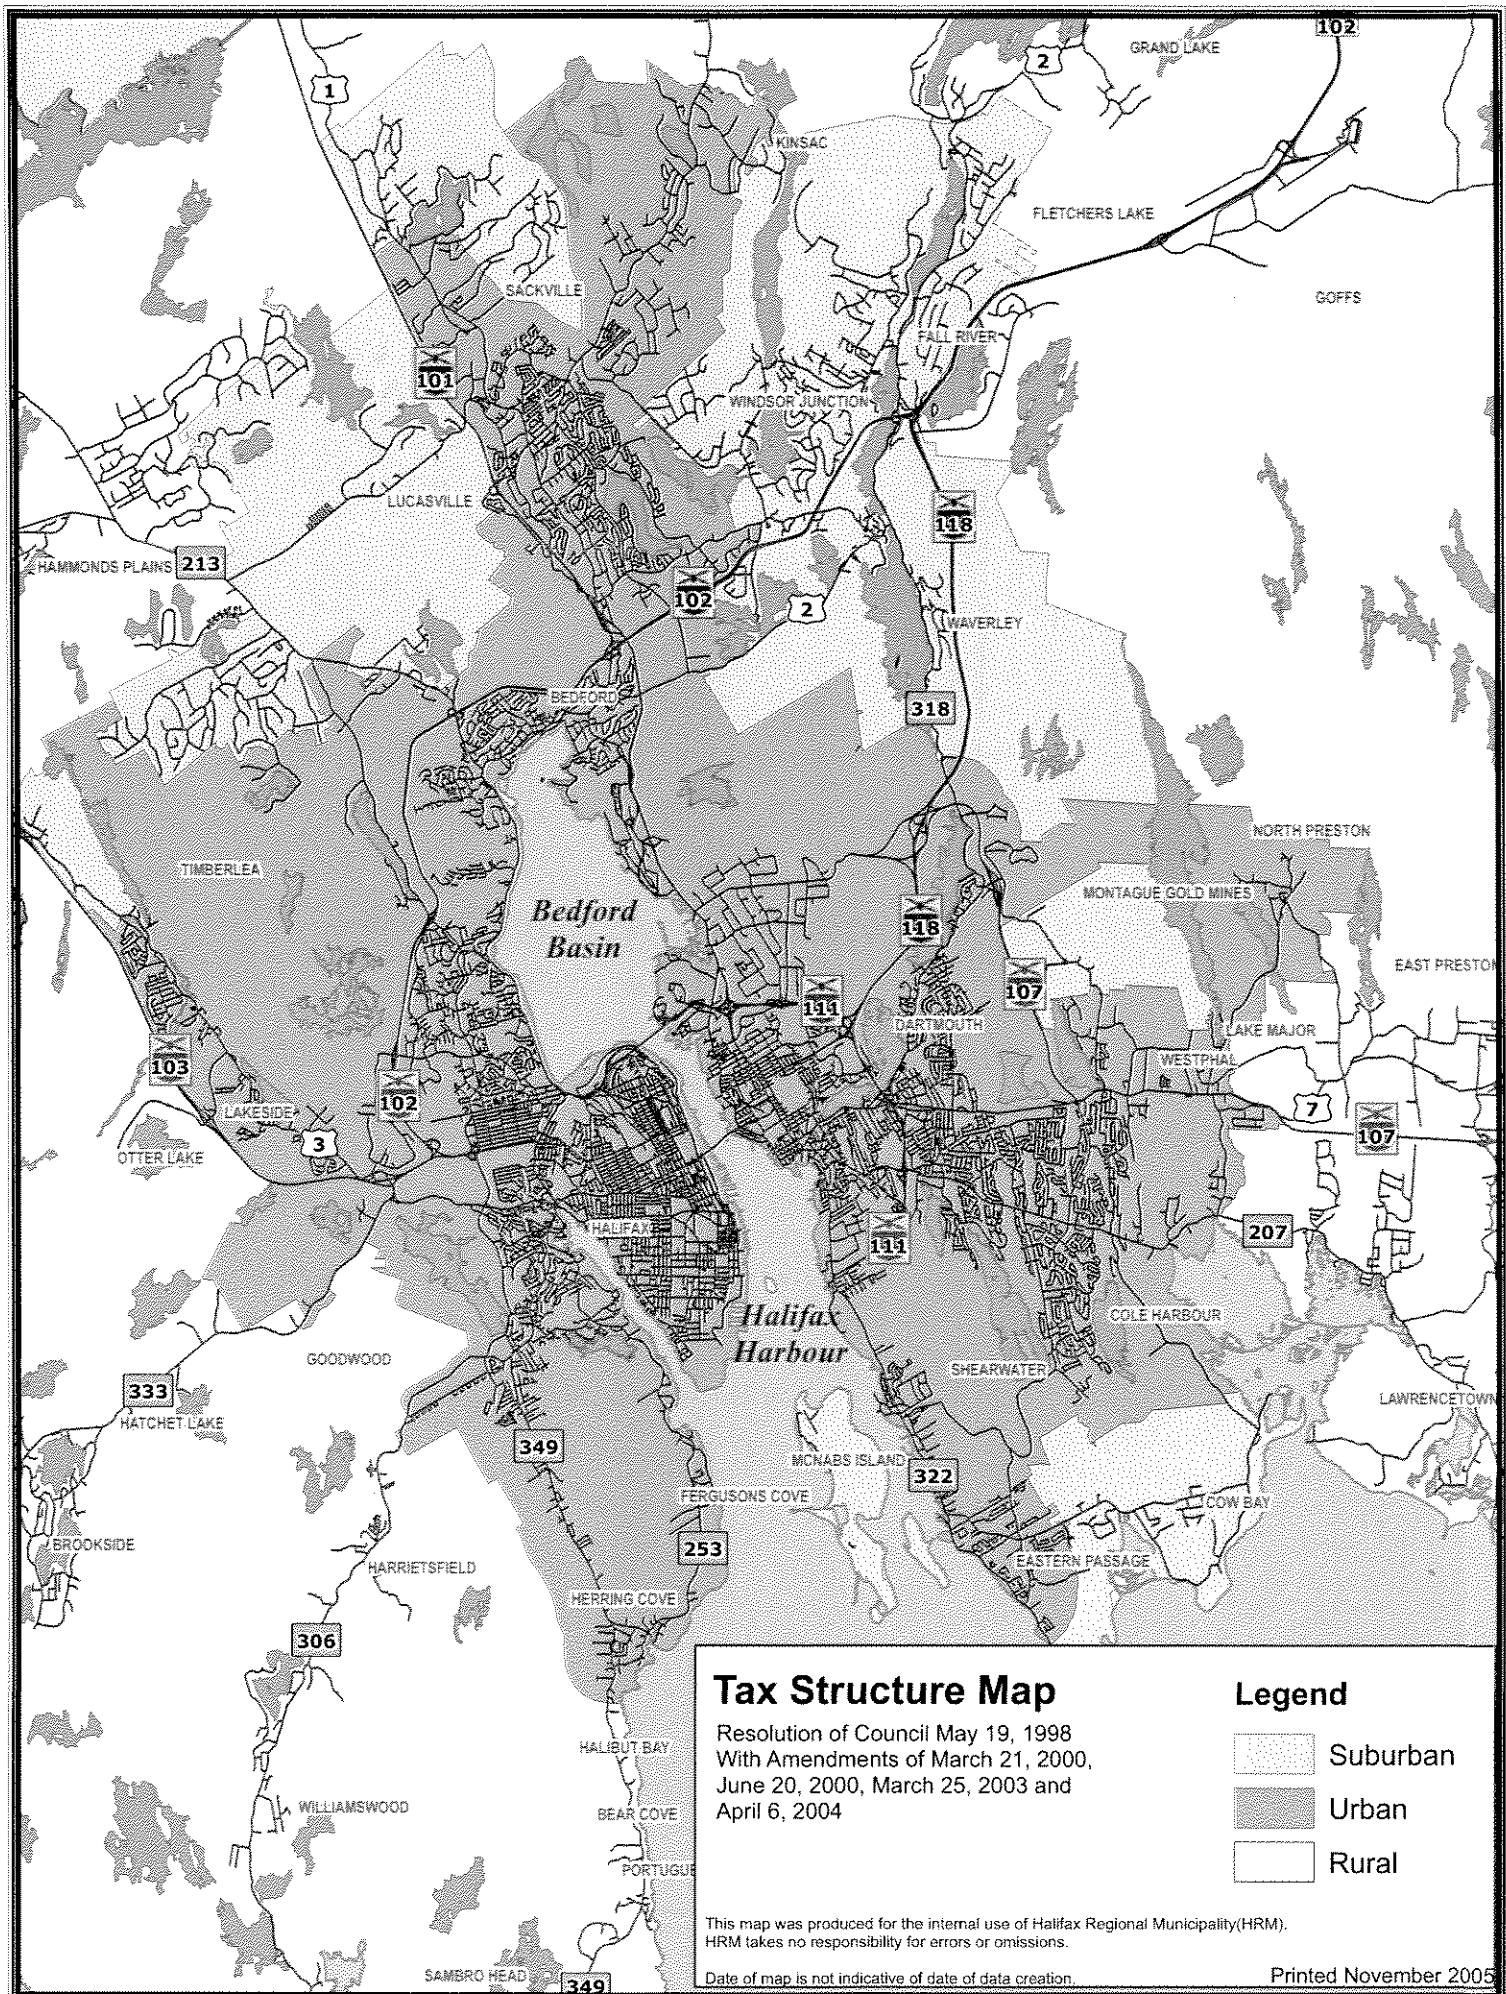 102
GRAND LAKE
2
1
KINSAC
FLETCHERS LAKE
SACKVILLE
GOFFS
FALL RIVER
101
WINDSOR JUNCTION
LUCASVILLE
118
HAMMONDS PLAINS
213
102
2
WAVERLEY
BEDFORD
318
NORTH PRESTON
TIMBERLEA
MONTAGUE GOLD MINES
Bedford
Basin
118
EAST PRESTON
107
111
DARTMOUTH
LAKE MAJOR
WESTPHAL
103
102
LAKESIDE
7
107
3
OTTER LAKE
HALIFAX
207
111
Halifax
Harbour
COLE HARBOUR
GOODWOOD
SHEARWATER
333
HATCHET LAKE
LAWRENCETOWN
349
MCNABS ISLAND
322
FERGUSONS COVE
COW BAY
BROOKSIDE
253
HARRIETSFIELD
EASTERN PASSAGE
HERRING COVE
306
HALIBUT BAY
WILLIAMSWOOD
BEAR COVE
PORTUGUE
SAMBRO HEAD
349
Tax Structure Map
Resolution of Council May 19, 1998
With Amendments of March 21, 2000,
June 20, 2000, March 25, 2003 and
April 6, 2004
Legend
Suburban
Urban
Rural
This map was produced for the internal use of Halifax Regional Municipality(HRM).
HRM takes no responsibility for errors or omissions.
Date of map is not indicative of date of data creation.
Printed November 2005